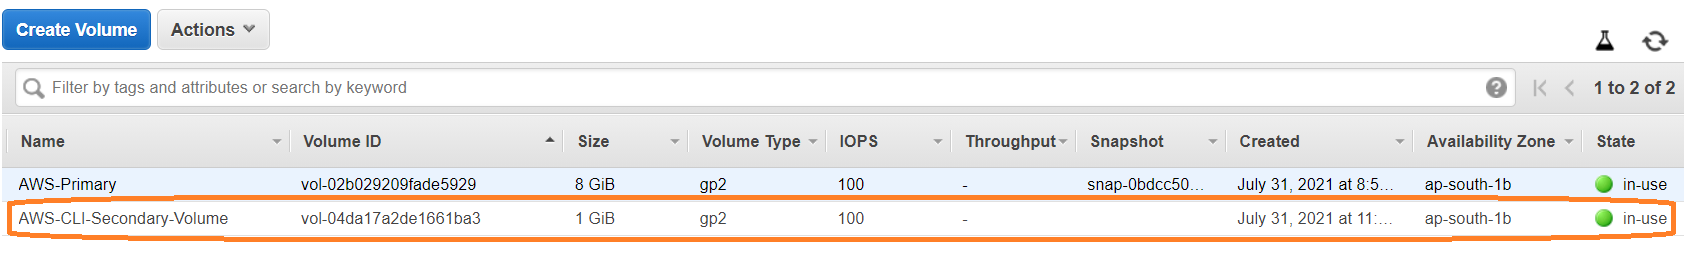 Create Volume Actions
Filter by tags and attributes or search by keyword ? 1 to 2 of 2
Name Volume ID Size Volume Type IOPS Throughput Snapshot Created Availability Zone State
AWS-Primary vol-02b029209fade5929 8 GiB gp2 100 - snap-0bdcc50... July 31, 2021 at 8:5... ap-south-1b in-use
AWS-CLI-Secondary-Volume vol-04da17a2de1661ba3 1 GiB gp2 100 - July 31, 2021 at 11:... ap-south-1b in-use